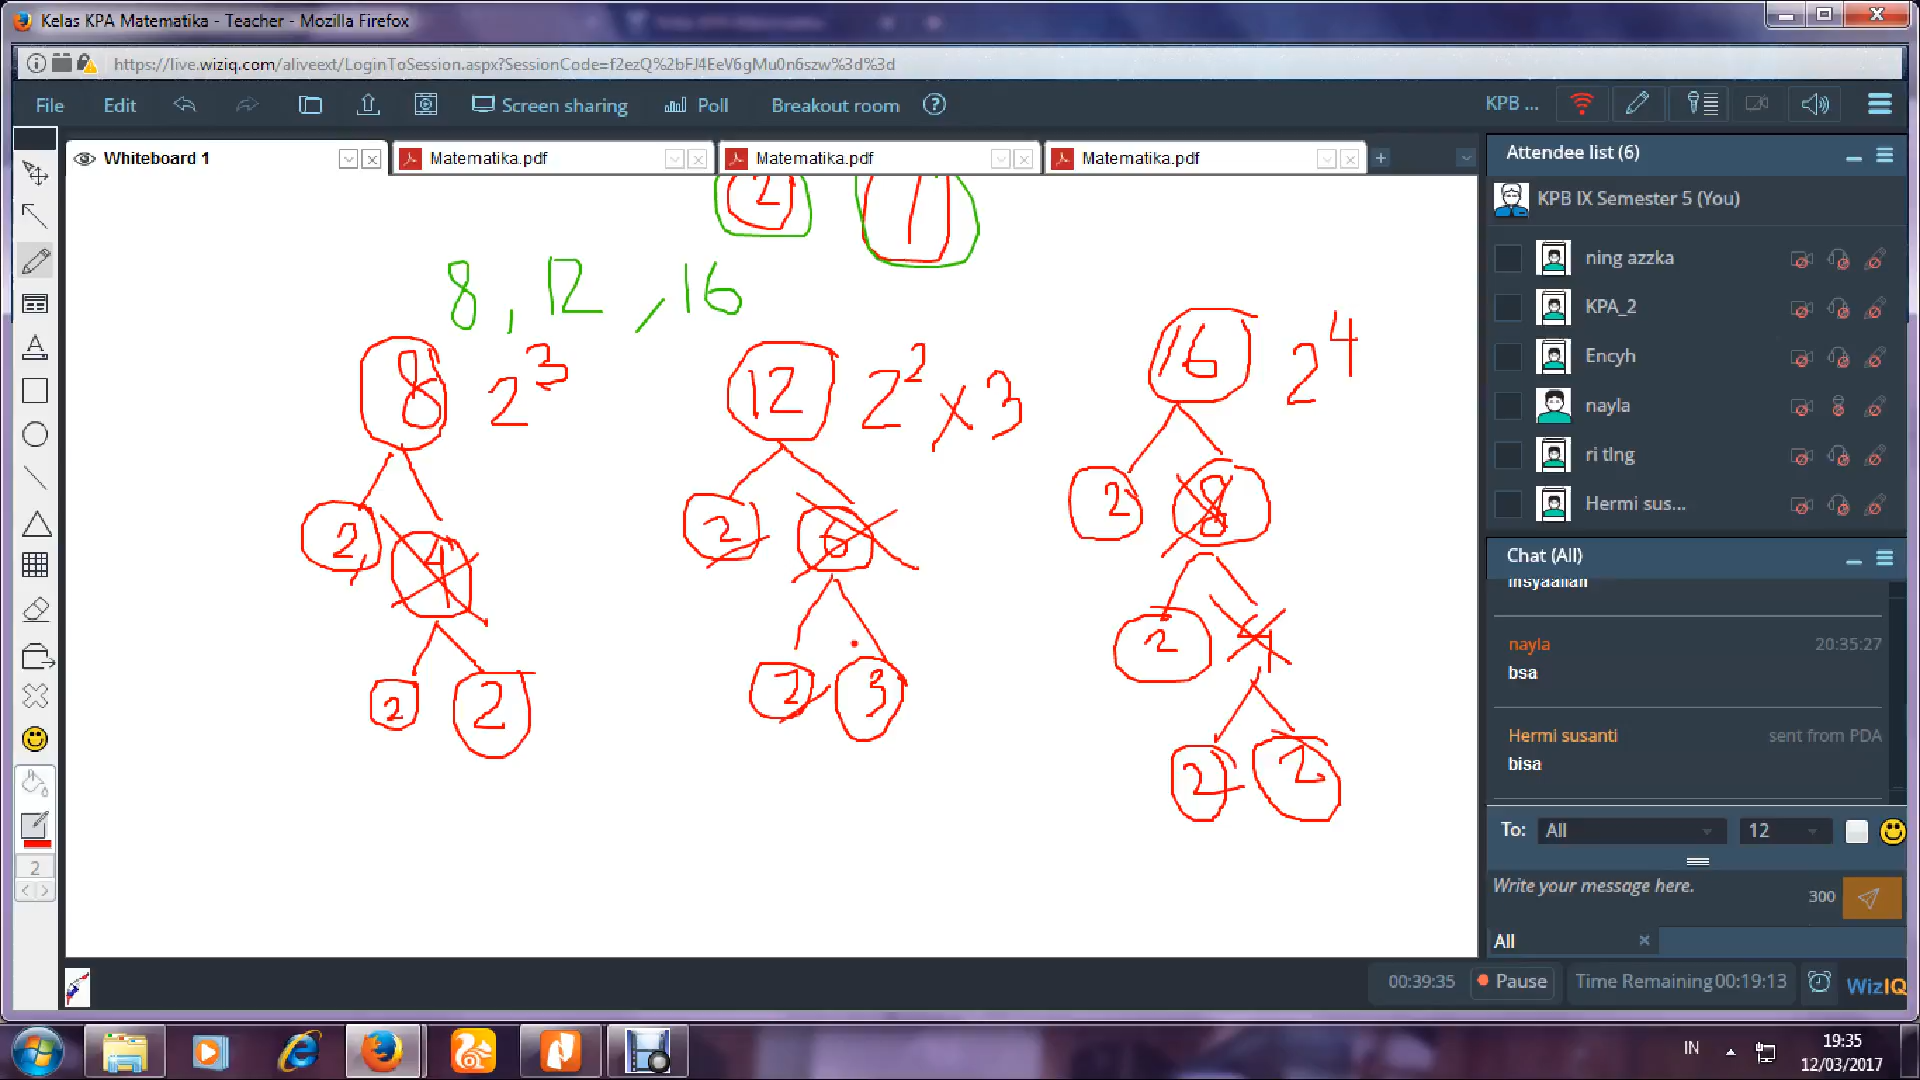 Kelas KPA Matematika - Teacher - Mozilla Firefox
https://live.wiziq.com/aliveext/LoginToSession.aspx?SessionCode=f2ezQ%2bFJ4EeV6gMu0n6szw%3d%3d
File Edit Screen sharing Poll Breakout room ? KPB ...
Whiteboard 1 Matematika.pdf Matematika.pdf Matematika.pdf
2 1
8, 12, 16
8 2³
12 2² x 3
16 2⁴
2 4
2 6
2 8
2 2
2 3
2 4
2 2
Attendee list (6)
KPB IX Semester 5 (You)
ning azzka
KPA_2
Encyh
nayla
ri tlng
Hermi sus...
Chat (All)
insyaallah
nayla 20:35:27
bsa
Hermi susanti sent from PDA
bisa
To: All 12
Write your message here. 300
All
2
00:39:35 Pause Time Remaining 00:19:13 WizIQ
IN
19:35
12/03/2017